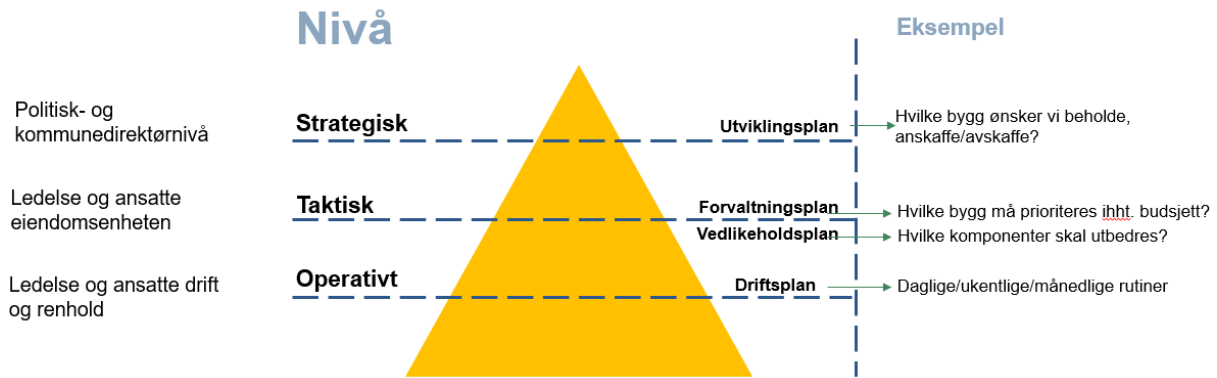 Nivå
Eksempel
Politisk- og
kommunedirektørnivå
Strategisk
Utviklingsplan
Hvilke bygg ønsker vi beholde,
anskaffe/avskaffe?
Ledelse og ansatte
eiendomsenheten
Taktisk
Forvaltningsplan
Hvilke bygg må prioriteres ihht. budsjett?
Vedlikeholdsplan
Hvilke komponenter skal utbedres?
Ledelse og ansatte drift
og renhold
Operativt
Driftsplan
Daglige/ukentlige/månedlige rutiner